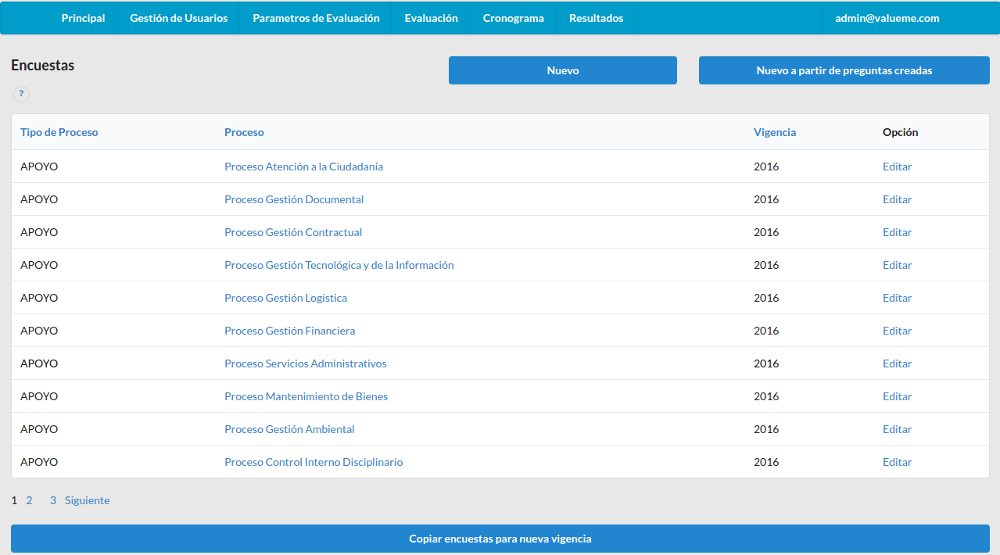 Principal Gestión de Usuarios Parametros de Evaluación Evaluación Cronograma Resultados admin@valueme.com
Encuestas Nuevo Nuevo a partir de preguntas creadas
?
Tipo de Proceso Proceso Vigencia Opción
APOYO Proceso Atención a la Ciudadanía 2016 Editar
APOYO Proceso Gestión Documental 2016 Editar
APOYO Proceso Gestión Contractual 2016 Editar
APOYO Proceso Gestión Tecnológica y de la Información 2016 Editar
APOYO Proceso Gestión Logística 2016 Editar
APOYO Proceso Gestión Financiera 2016 Editar
APOYO Proceso Servicios Administrativos 2016 Editar
APOYO Proceso Mantenimiento de Bienes 2016 Editar
APOYO Proceso Gestión Ambiental 2016 Editar
APOYO Proceso Control Interno Disciplinario 2016 Editar
1 2 3 Siguiente
Copiar encuestas para nueva vigencia